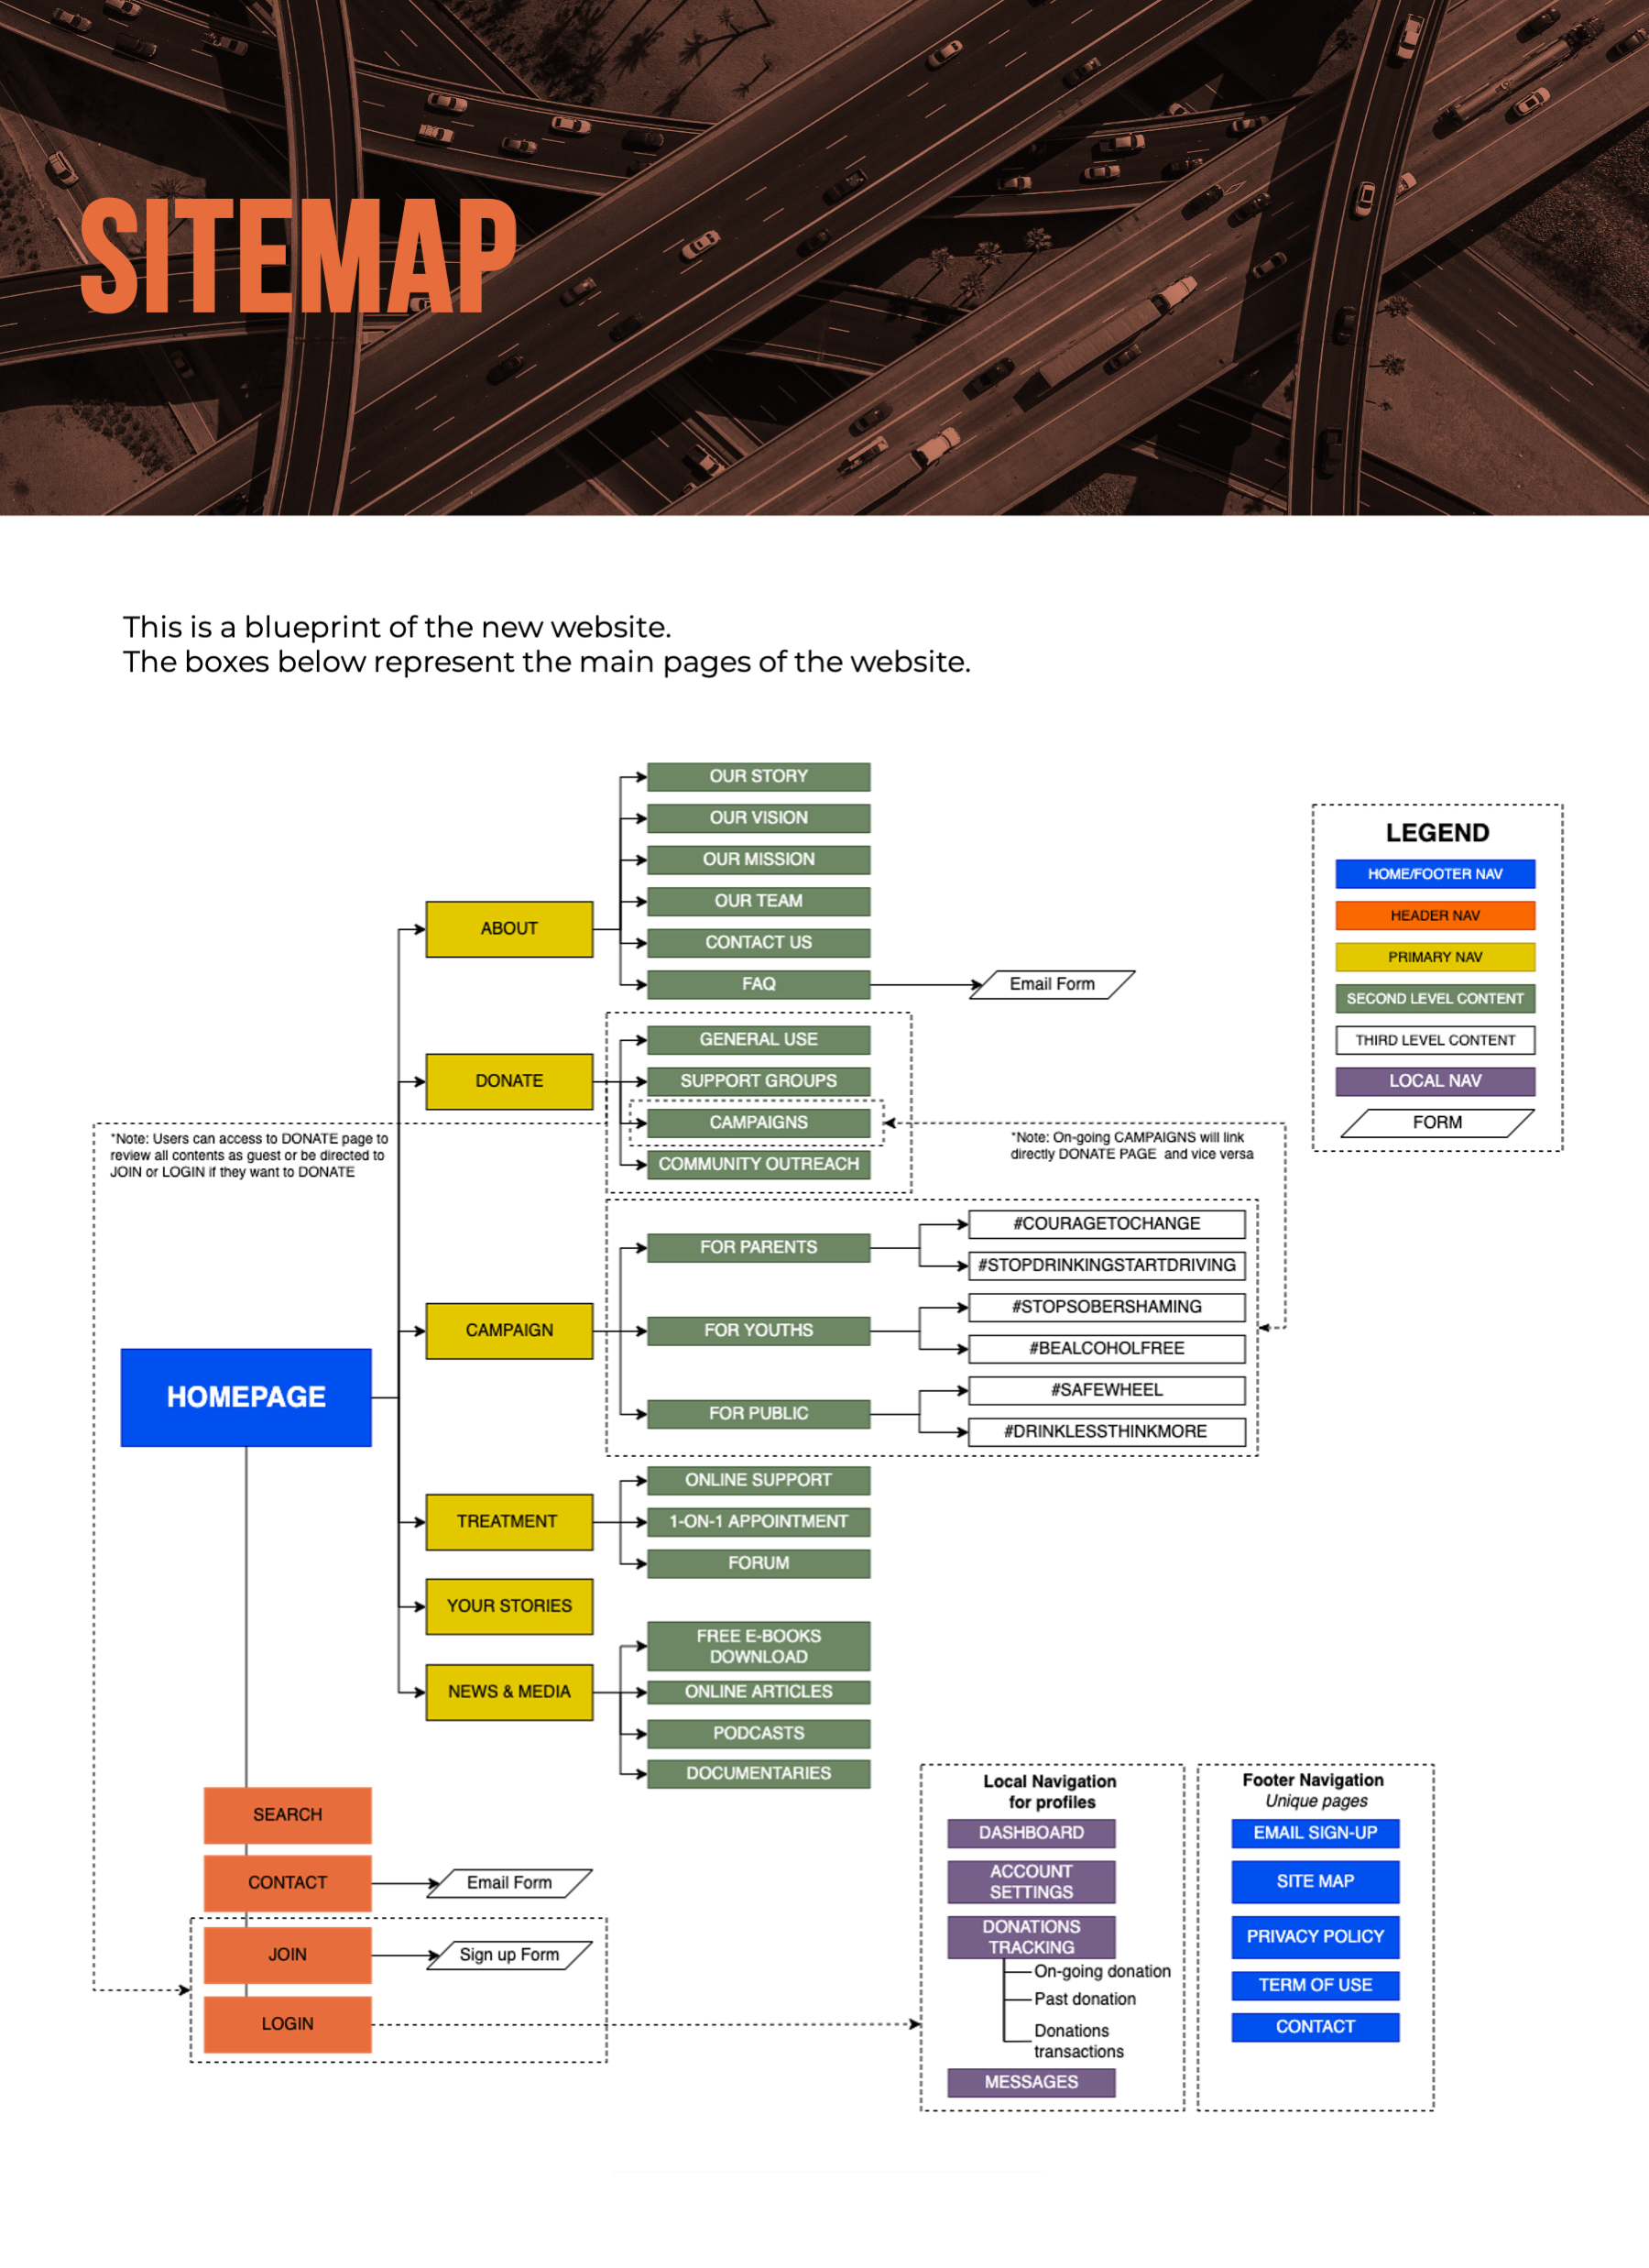 SITEMAP
This is a blueprint of the new website.
The boxes below represent the main pages of the website.
OUR STORY
OUR VISION
OUR MISSION
OUR TEAM
CONTACT US
FAQ
Email Form
ABOUT
LEGEND
HOME/FOOTER NAV
HEADER NAV
PRIMARY NAV
SECOND LEVEL CONTENT
THIRD LEVEL CONTENT
LOCAL NAV
FORM
DONATE
GENERAL USE
SUPPORT GROUPS
CAMPAIGNS
COMMUNITY OUTREACH
*Note: Users can access to DONATE page to
review all contents as guest or be directed to
JOIN or LOGIN if they want to DONATE
*Note: On-going CAMPAIGNS will link
directly DONATE PAGE and vice versa
CAMPAIGN
FOR PARENTS
#COURAGETOCHANGE
#STOPDRINKINGSTARTDRIVING
FOR YOUTHS
#STOPSOBERSHAMING
#BEALCOHOLFREE
FOR PUBLIC
#SAFEWHEEL
#DRINKLESSTHINKMORE
HOMEPAGE
TREATMENT
ONLINE SUPPORT
1-ON-1 APPOINTMENT
FORUM
YOUR STORIES
NEWS & MEDIA
FREE E-BOOKS
DOWNLOAD
ONLINE ARTICLES
PODCASTS
DOCUMENTARIES
SEARCH
CONTACT
Email Form
JOIN
Sign up Form
LOGIN
Local Navigation
for profiles
DASHBOARD
ACCOUNT
SETTINGS
DONATIONS
TRACKING
On-going donation
Past donation
Donations
transactions
MESSAGES
Footer Navigation
Unique pages
EMAIL SIGN-UP
SITE MAP
PRIVACY POLICY
TERM OF USE
CONTACT